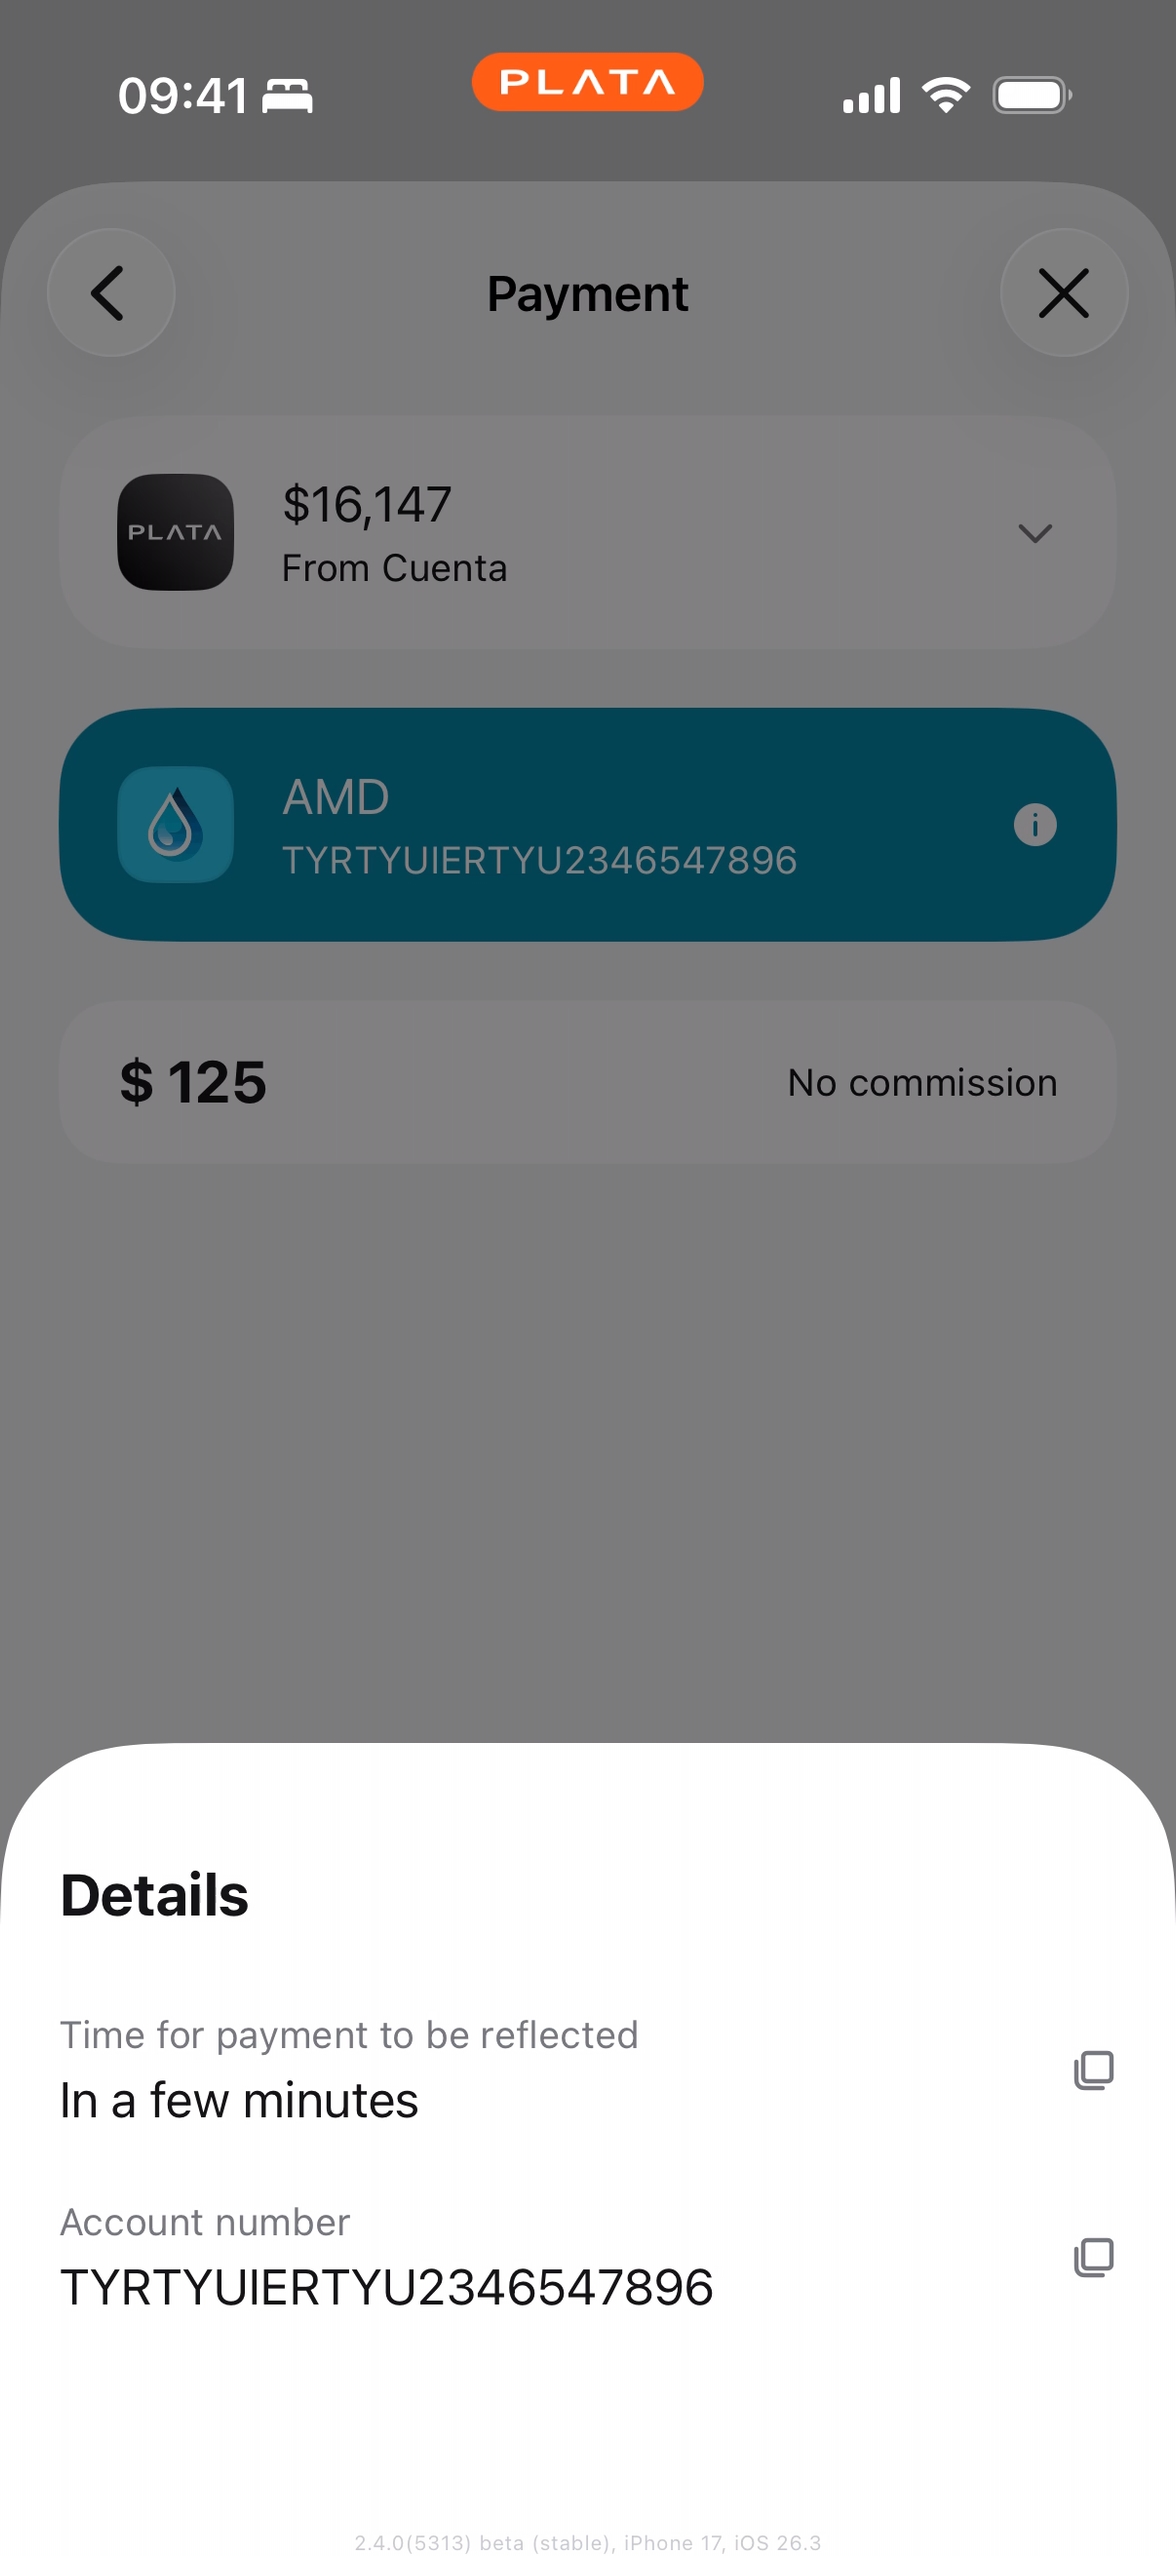 09:41
PLATA
Payment
PLATA
$16,147
From Cuenta
AMD
TYRTYUIERTYU2346547896
$ 125
No commission
Details
Time for payment to be reflected
In a few minutes
Account number
TYRTYUIERTYU2346547896
2.4.0(5313) beta (stable), iPhone 17, iOS 26.3